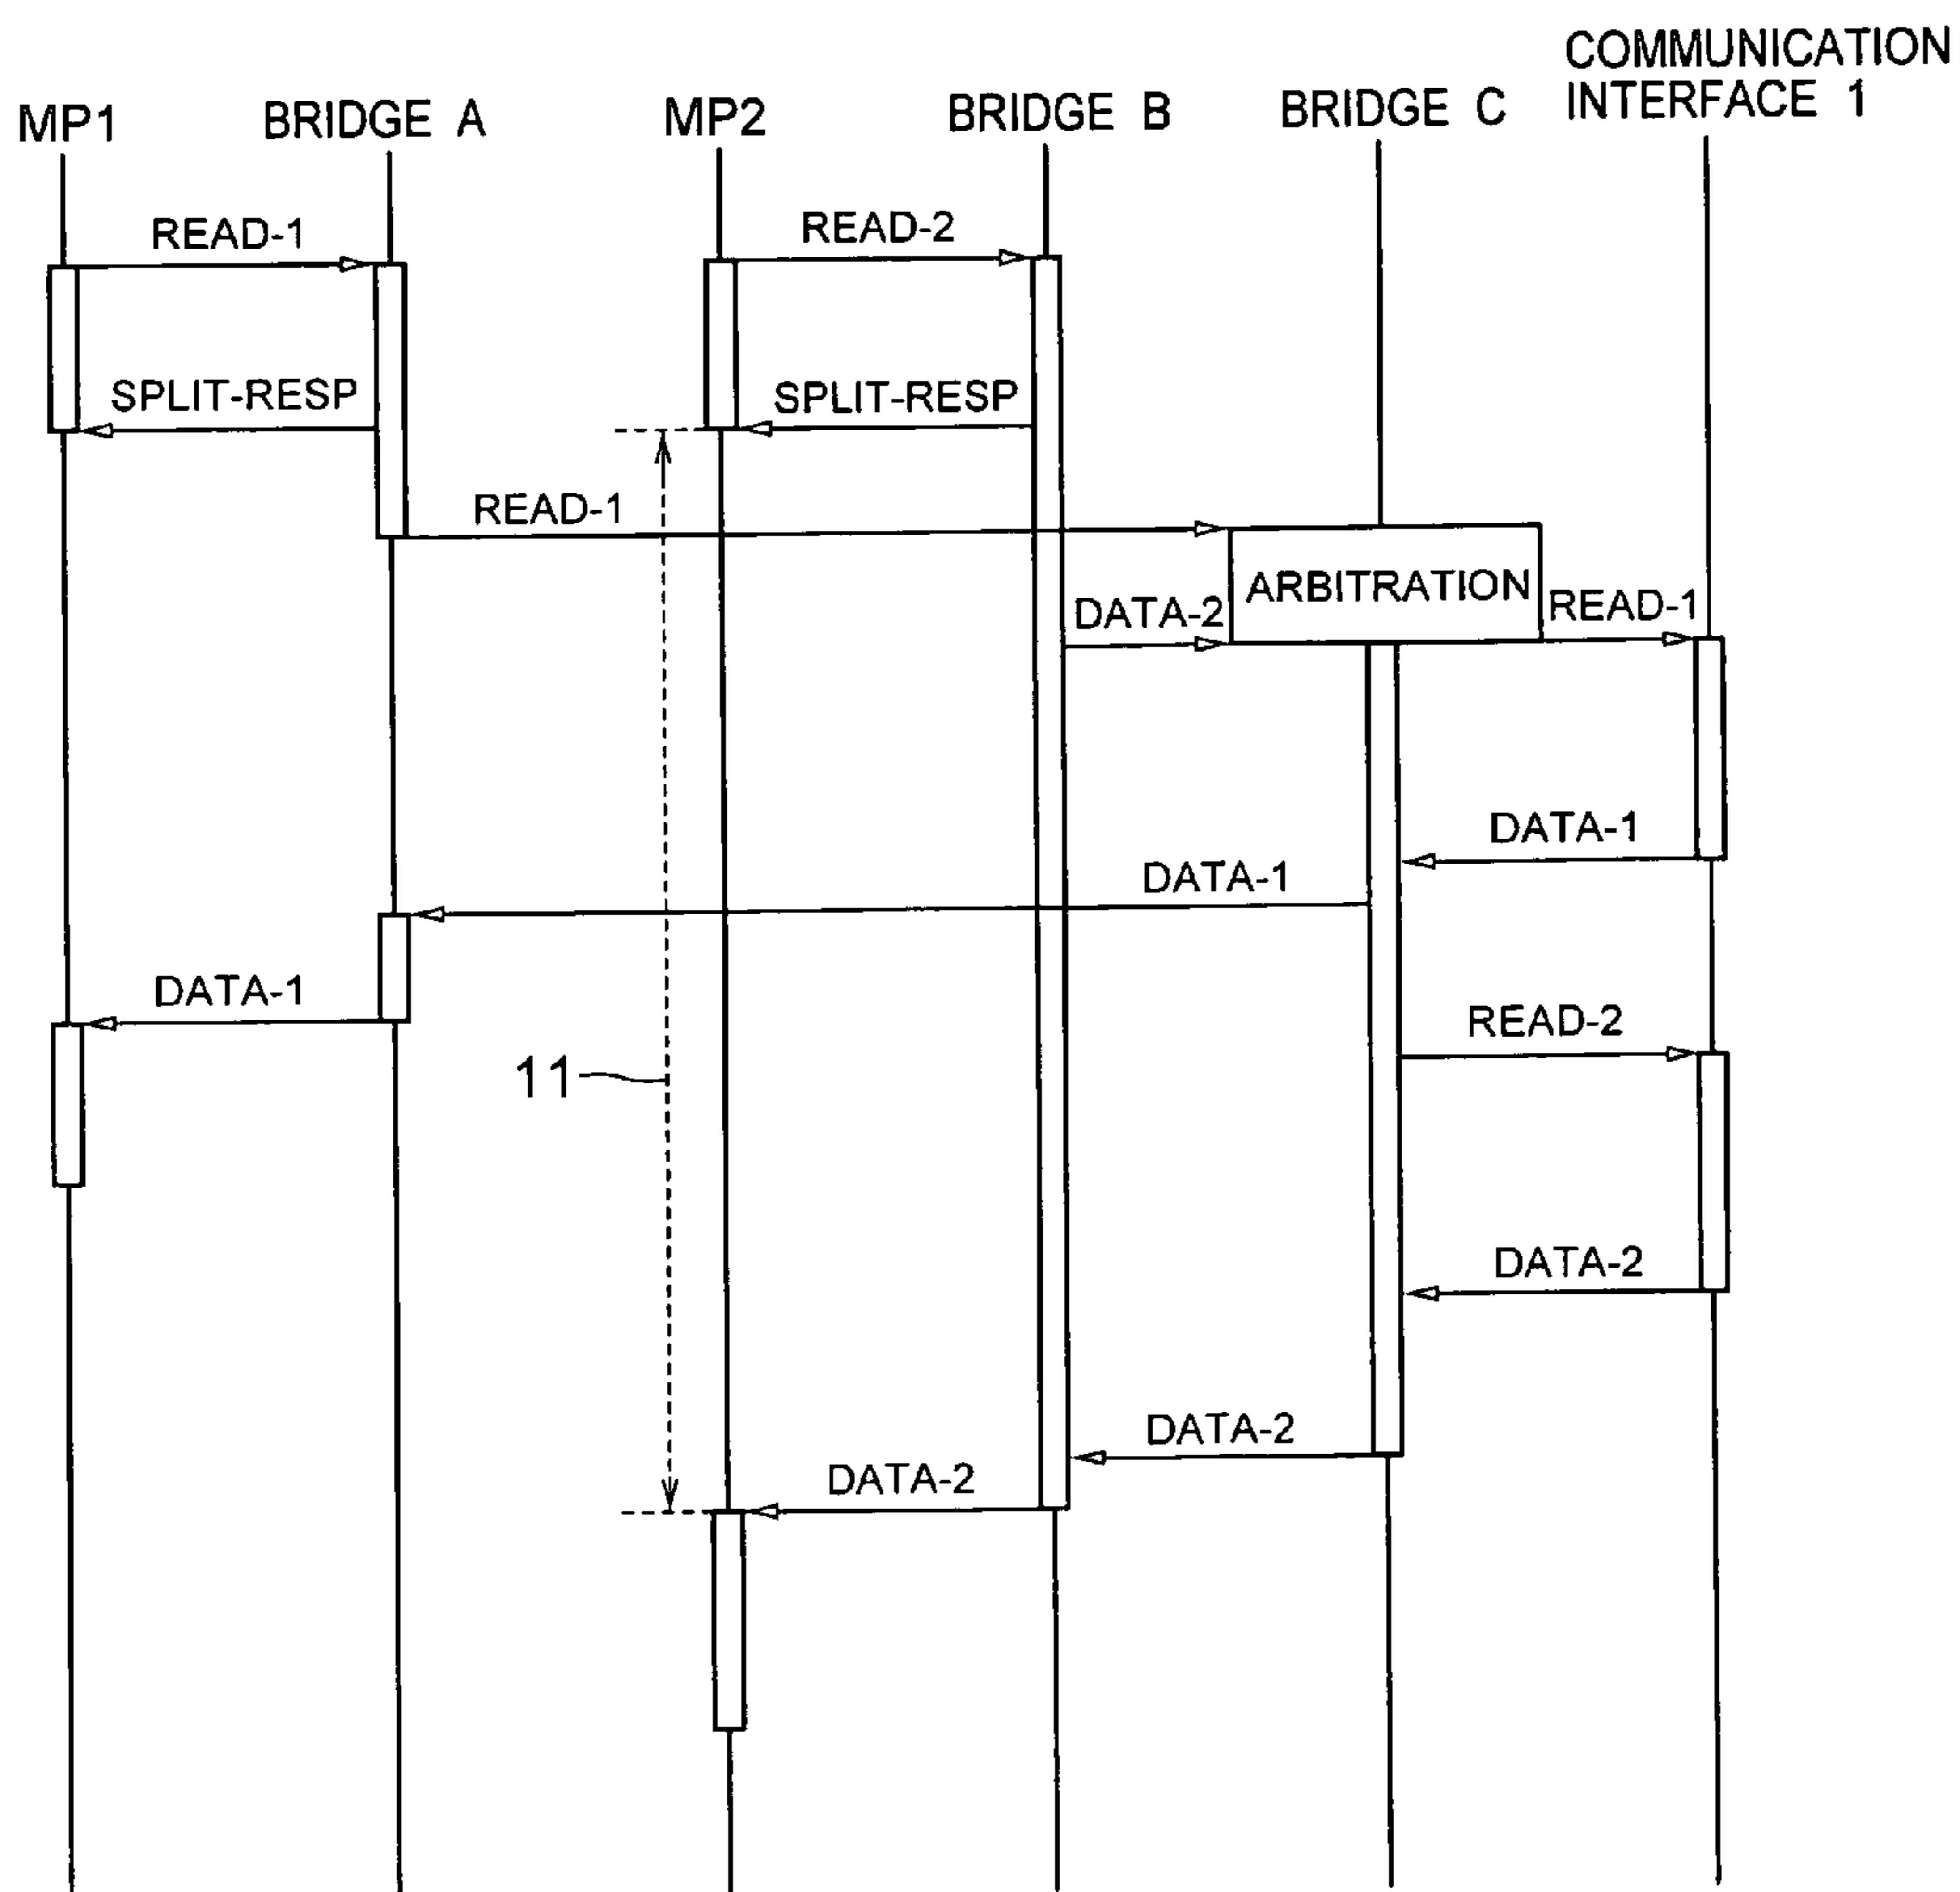 COMMUNICATION
INTERFACE 1
MP1
BRIDGE A
MP2
BRIDGE B
BRIDGE C
READ-1
READ-2
SPLIT-RESP
SPLIT-RESP
READ-1
ARBITRATION
DATA-2
READ-1
DATA-1
DATA-1
DATA-1
READ-2
11
DATA-2
DATA-2
DATA-2